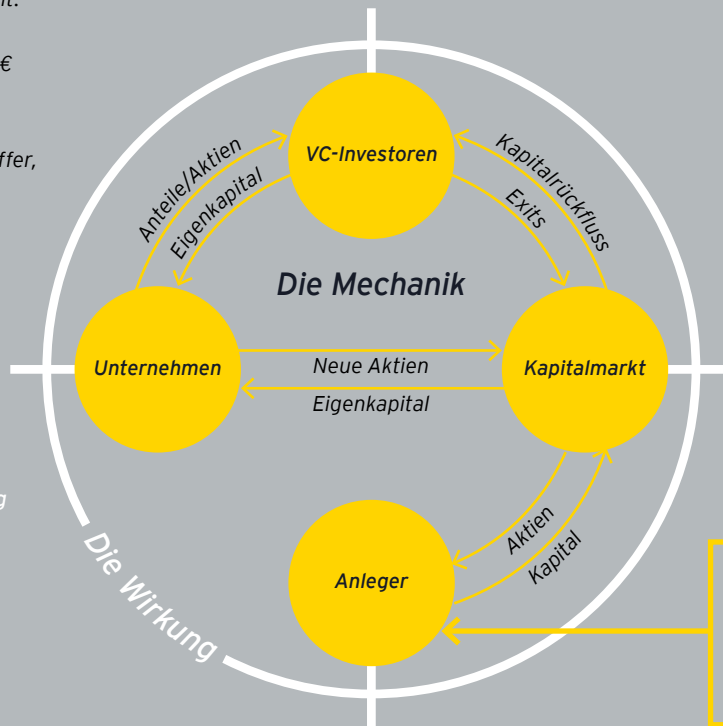 €
VC-Investoren
Anteile/Aktien
Eigenkapital
Kapitalrückfluss
Exits
Die Mechanik
Unternehmen
Neue Aktien
Eigenkapital
Kapitalmarkt
Aktien
Kapital
Anleger
Die Wirkung